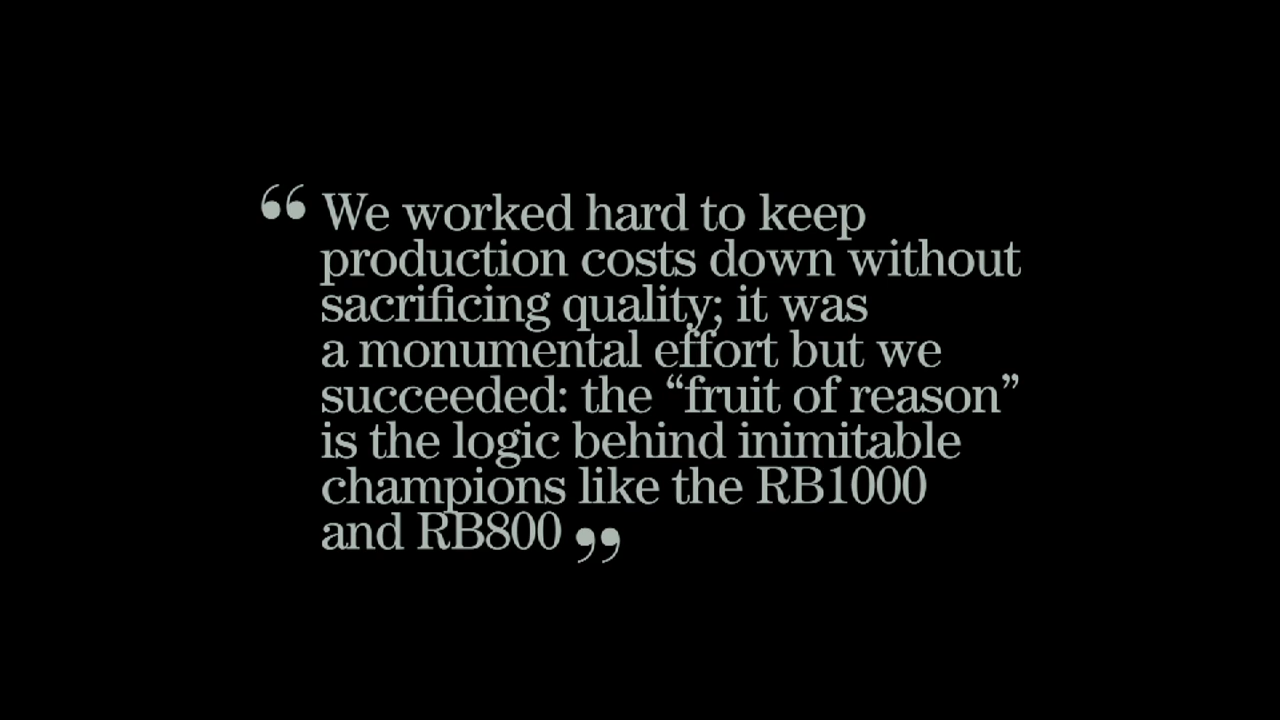 “ We worked hard to keep
production costs down without
sacrificing quality; it was
a monumental effort but we
succeeded: the “fruit of reason”
is the logic behind inimitable
champions like the RB1000
and RB800 ”